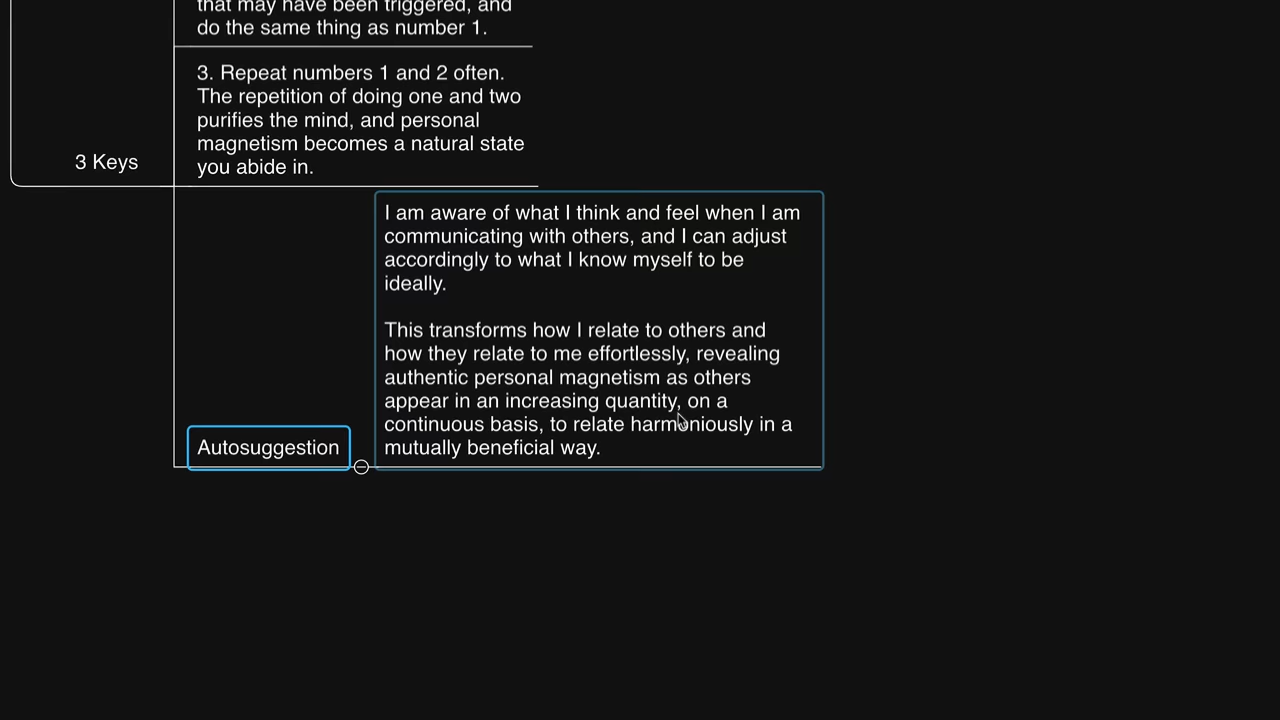 that may have been triggered, and
do the same thing as number 1.
3. Repeat numbers 1 and 2 often.
The repetition of doing one and two
purifies the mind, and personal
magnetism becomes a natural state
you abide in.
3 Keys
I am aware of what I think and feel when I am
communicating with others, and I can adjust
accordingly to what I know myself to be
ideally.
This transforms how I relate to others and
how they relate to me effortlessly, revealing
authentic personal magnetism as others
appear in an increasing quantity, on a
continuous basis, to relate harmoniously in a
mutually beneficial way.
Autosuggestion